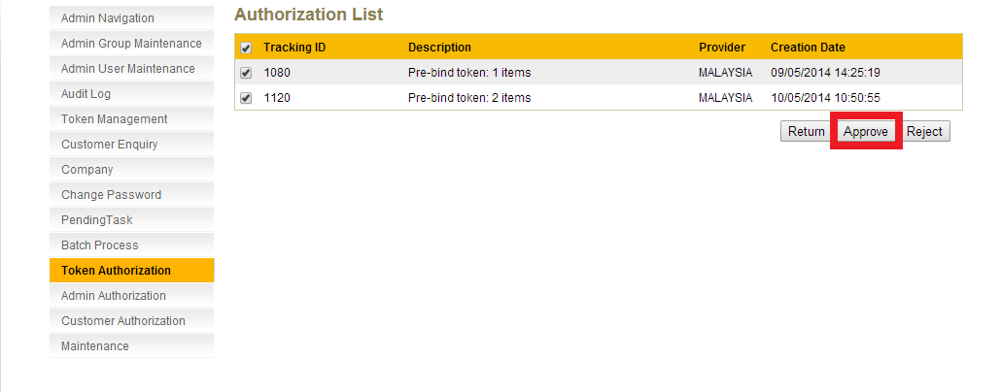 Admin Navigation
Admin Group Maintenance
Admin User Maintenance
Audit Log
Token Management
Customer Enquiry
Company
Change Password
PendingTask
Batch Process
Token Authorization
Admin Authorization
Customer Authorization
Maintenance
Authorization List
Tracking ID Description Provider Creation Date
1080 Pre-bind token: 1 items MALAYSIA 09/05/2014 14:25:19
1120 Pre-bind token: 2 items MALAYSIA 10/05/2014 10:50:55
Return Approve Reject